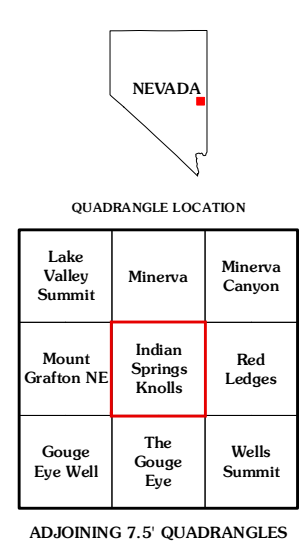 NEVADA
QUADRANGLE LOCATION
Lake
Valley
Summit
Minerva
Minerva
Canyon
Mount
Grafton NE
Indian
Springs
Knolls
Red
Ledges
Gouge
Eye Well
The
Gouge
Eye
Wells
Summit
ADJOINING 7.5' QUADRANGLES